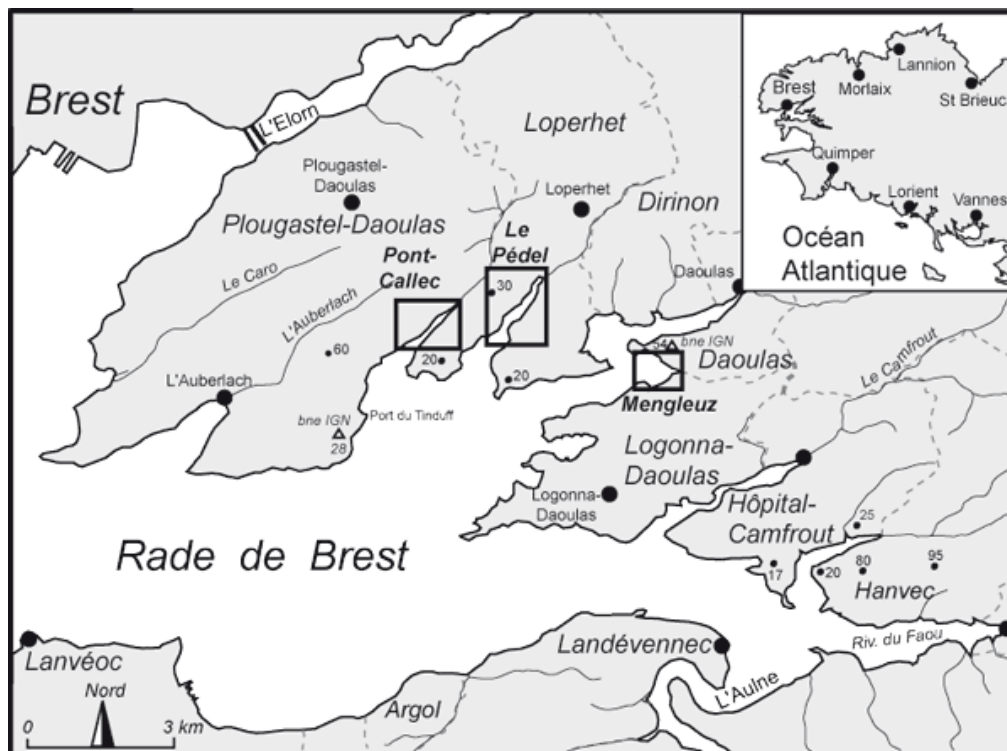 Brest
L'Elorn
Loperhet
Plougastel-
Daoulas
Loperhet
Plougastel-Daoulas
Dirinon
Le
Pédel
Pont-
Callec
Le Caro
L'Auberlach
30
Daoulas
60
20
54 bne IGN
Daoulas
Le Camfrout
L'Auberlach
20
Mengleuz
bne IGN
28
Port du Tinduff
Logonna-
Daoulas
Logonna-
Daoulas
Hôpital-
Camfrout
25
Rade de Brest
17
20
80
95
Hanvec
Riv. du Faou
Lanvéoc
Landévennec
L'Aulne
Argol
Nord
0 3 km
Lannion
Morlaix
Brest
St Brieuc
Quimper
Lorient
Vannes
Océan
Atlantique